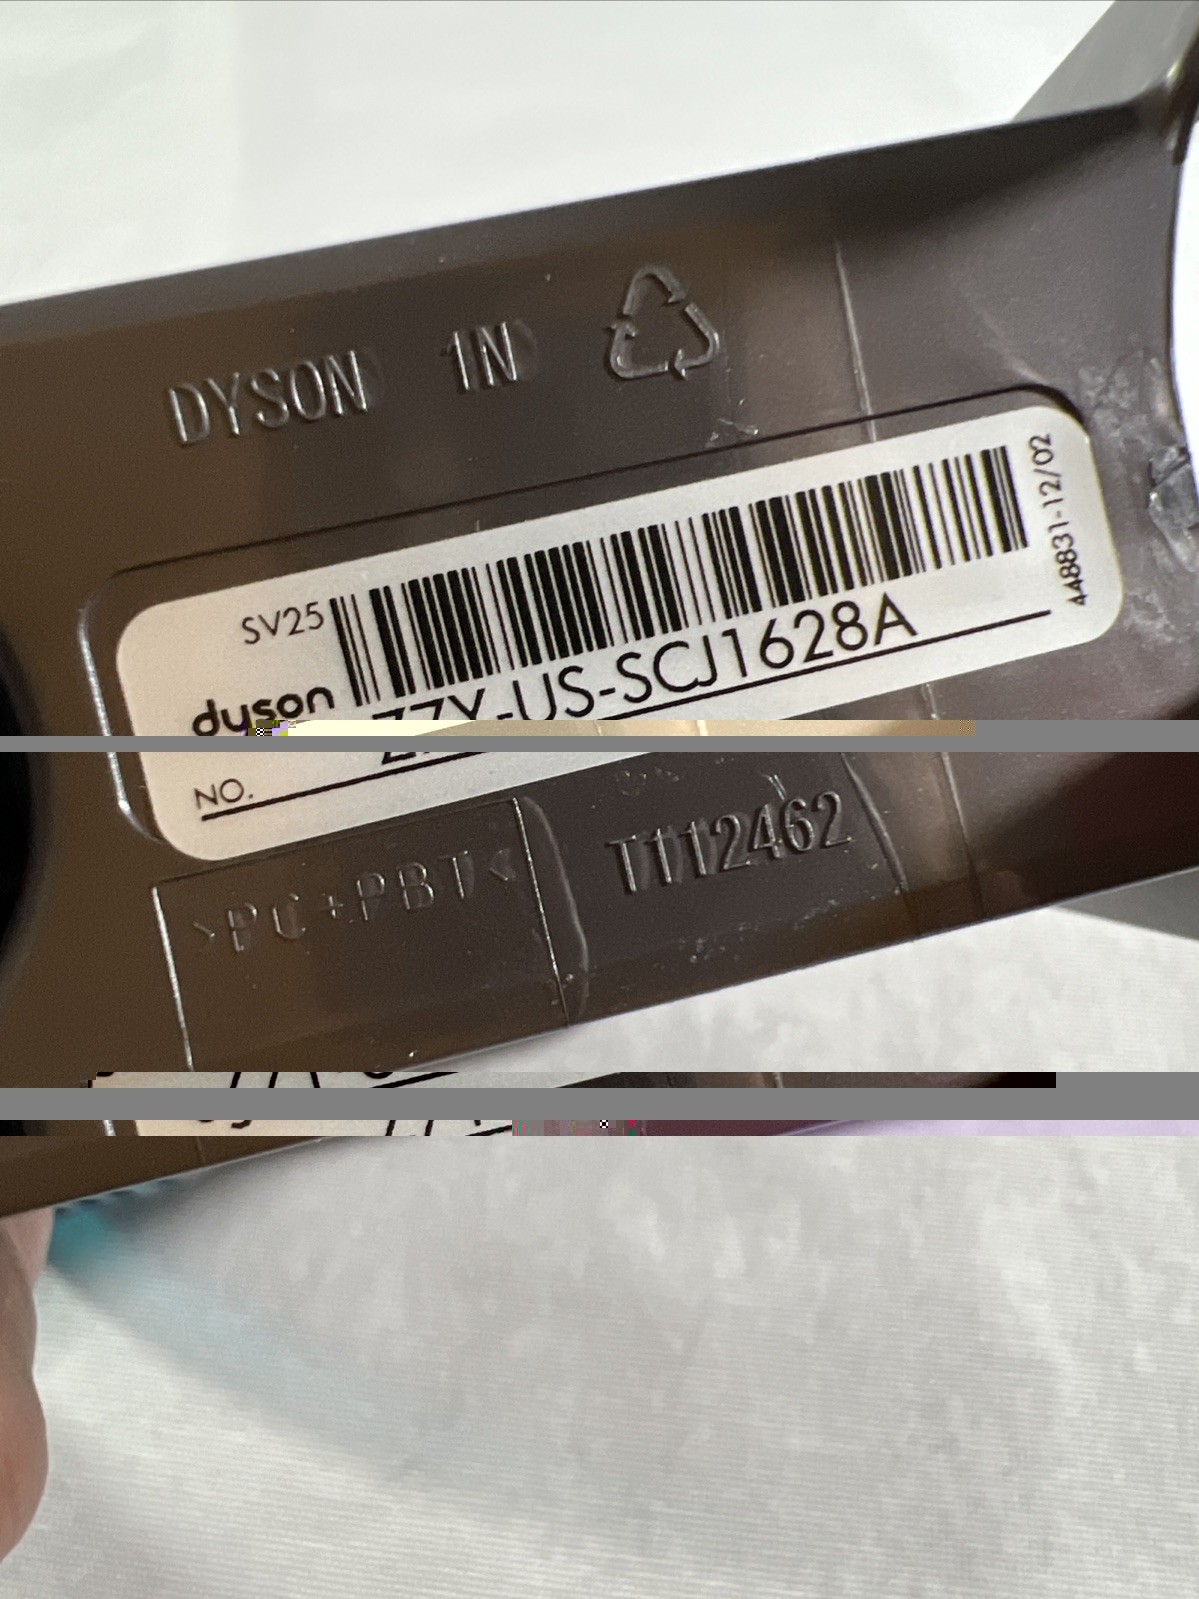 DYSON 1N
SV25
dyson
448831-12/02
NO. ZZY-US-SCJ1628A
>PC+PBT<
T112462